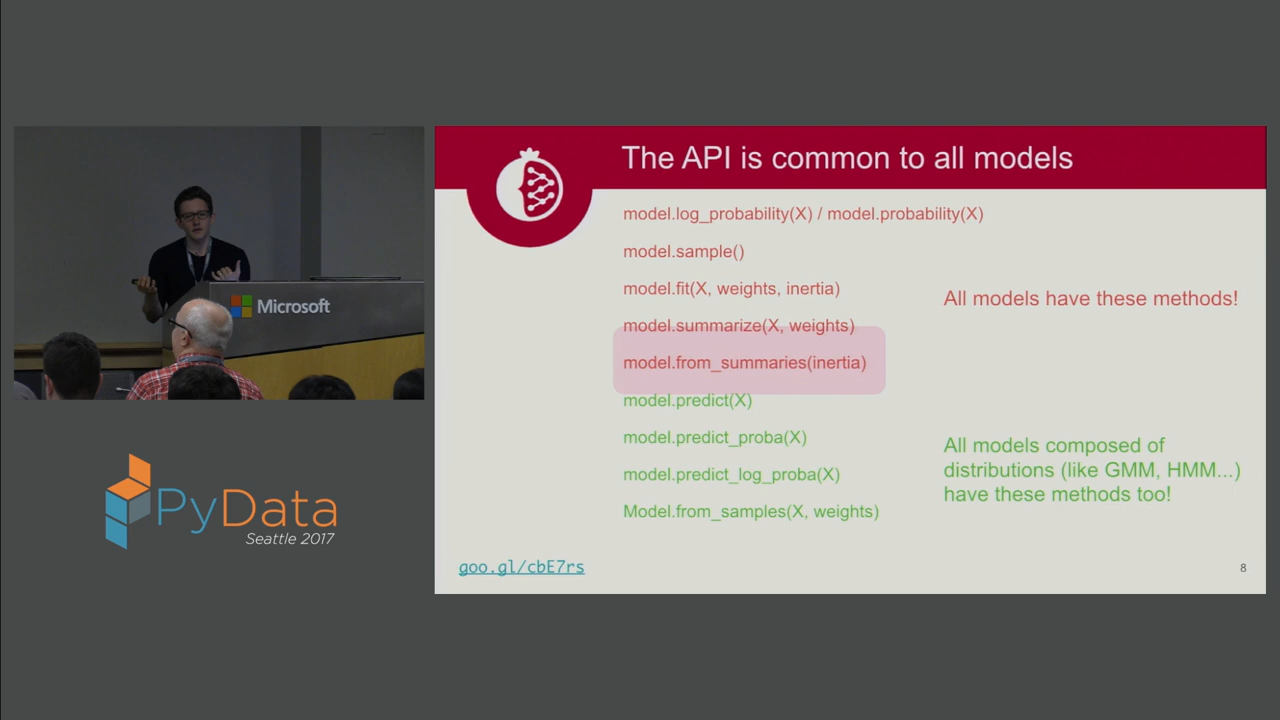 The API is common to all models
model.log_probability(X) / model.probability(X)
model.sample()
model.fit(X, weights, inertia)
All models have these methods!
model.summarize(X, weights)
model.from_summaries(inertia)
model.predict(X)
model.predict_proba(X)
All models composed of
distributions (like GMM, HMM...)
have these methods too!
model.predict_log_proba(X)
Model.from_samples(X, weights)
goo.gl/cbE7rs
8
Microsoft
PyData
Seattle 2017